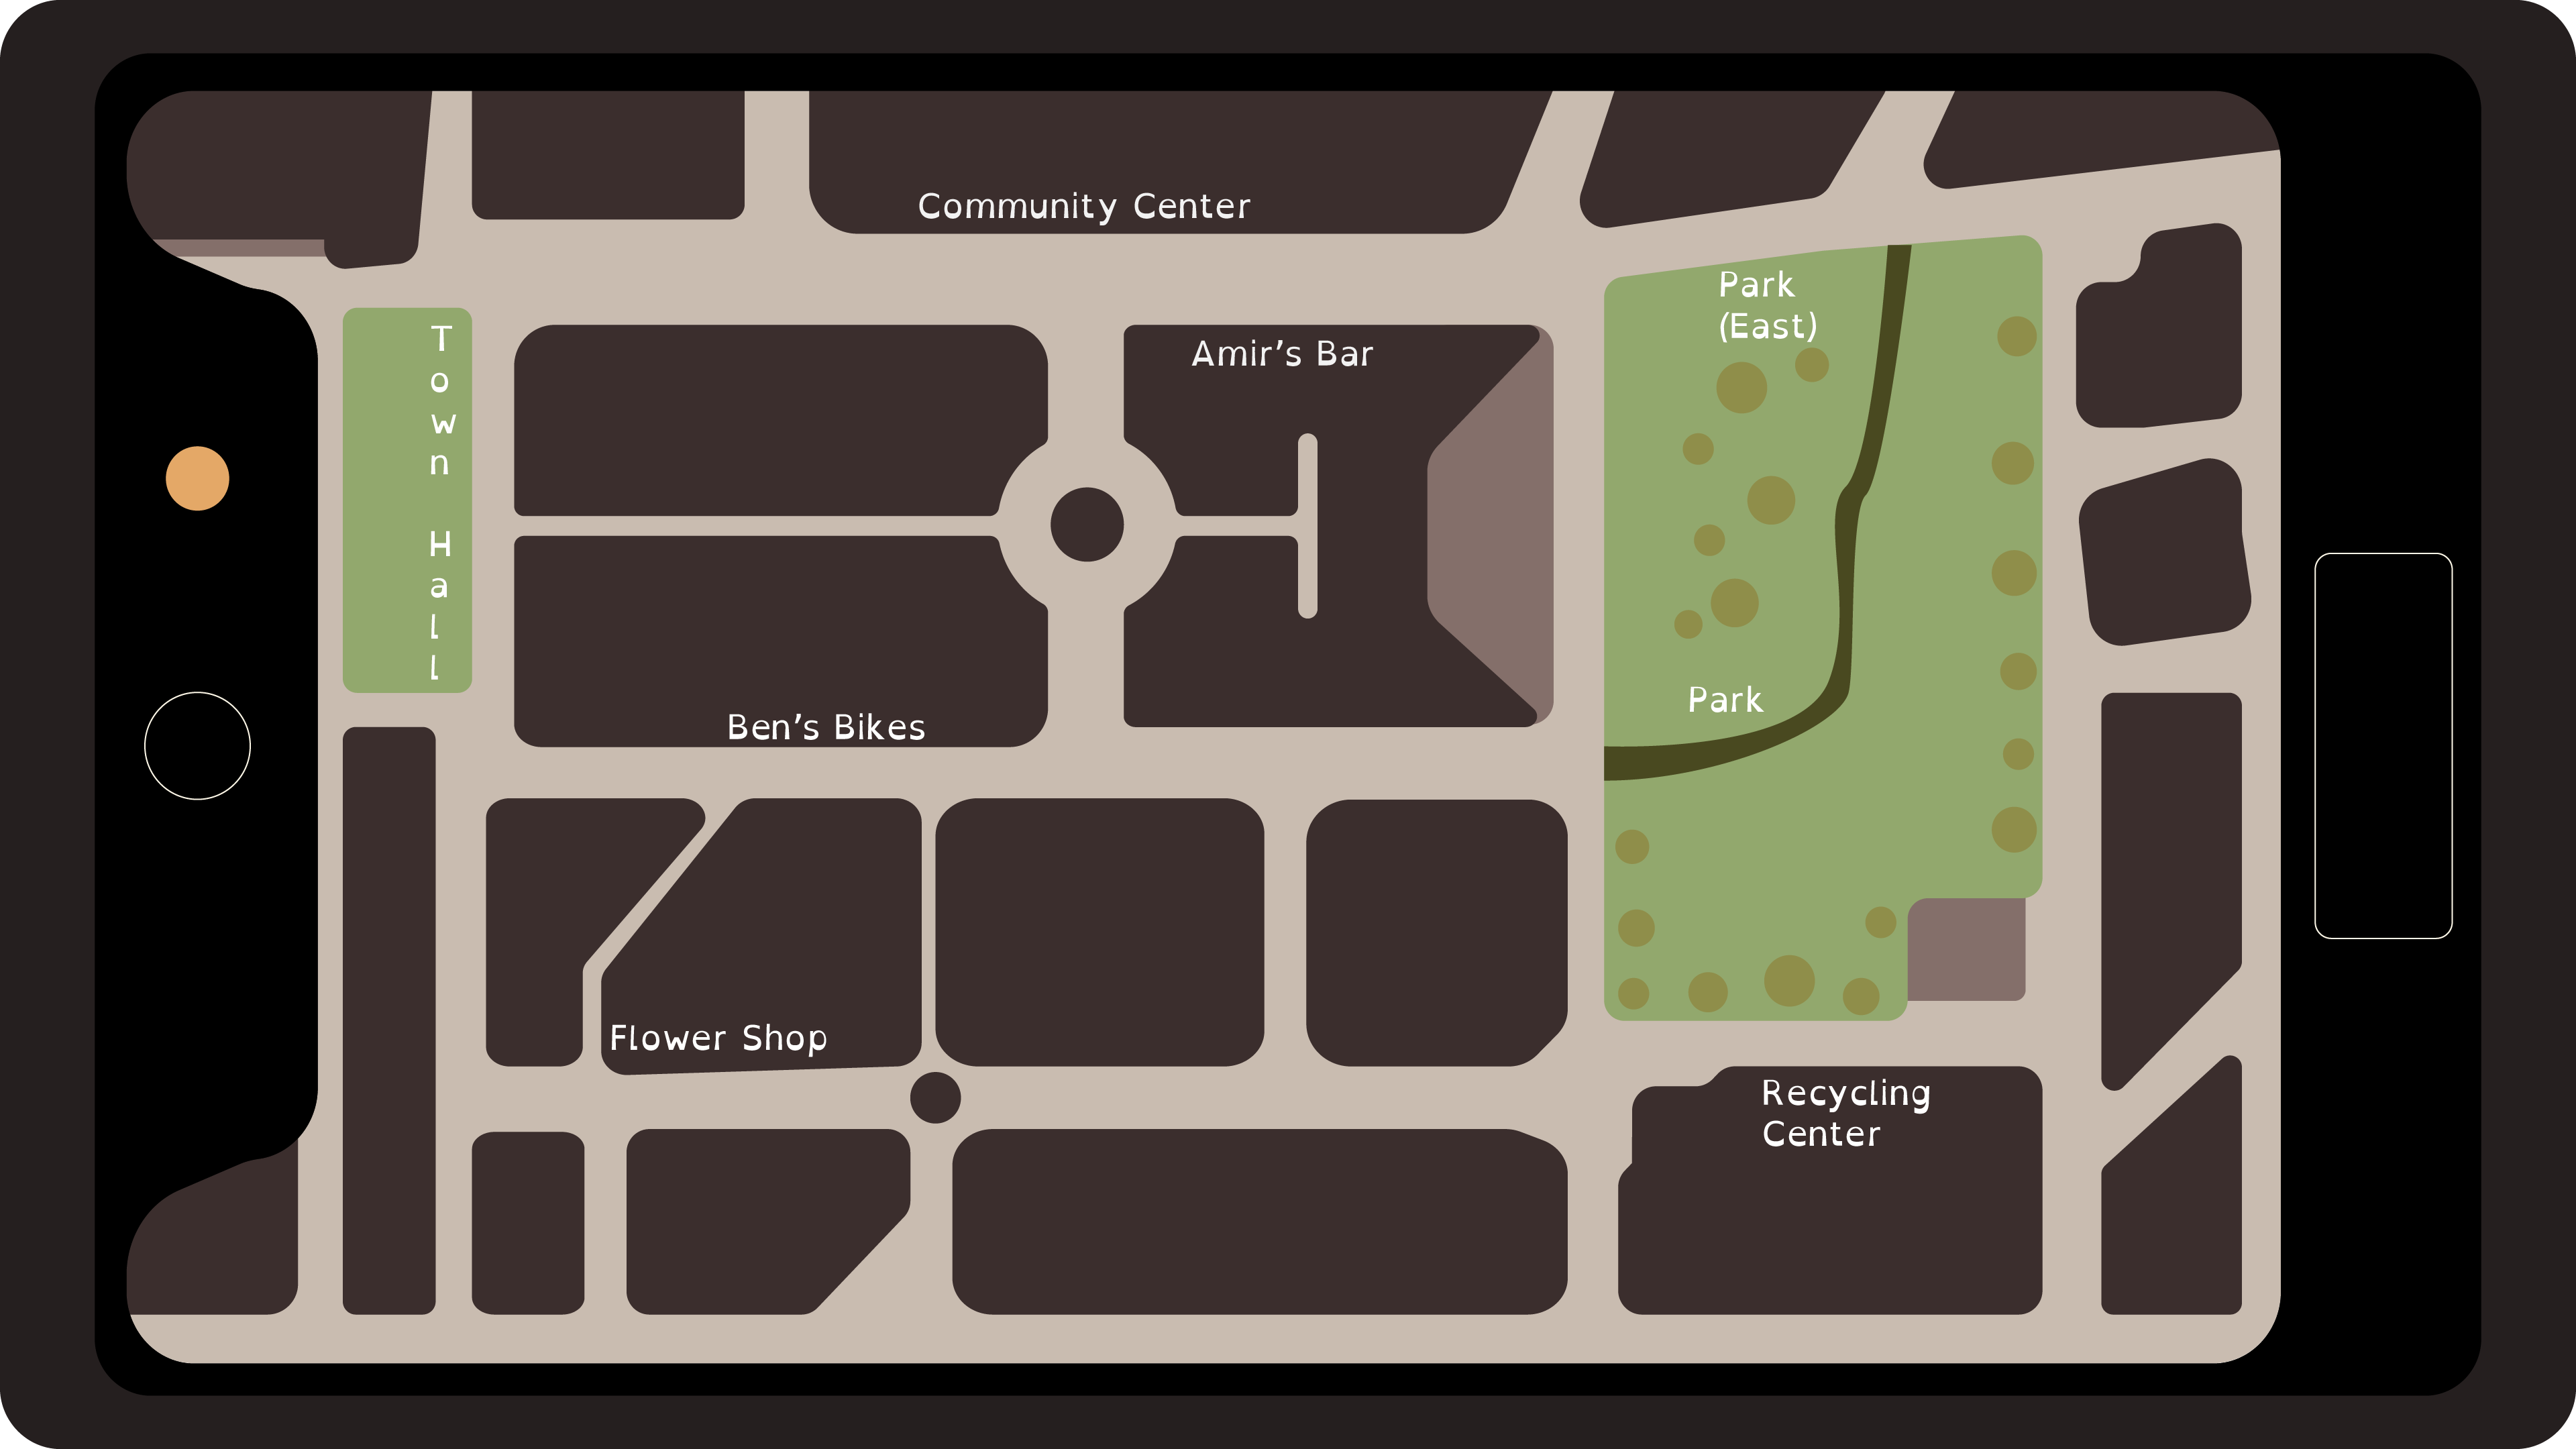 Community Center
Park
(East)
Town Hall
Amir’s Bar
Park
Ben’s Bikes
Flower Shop
Recycling
Center